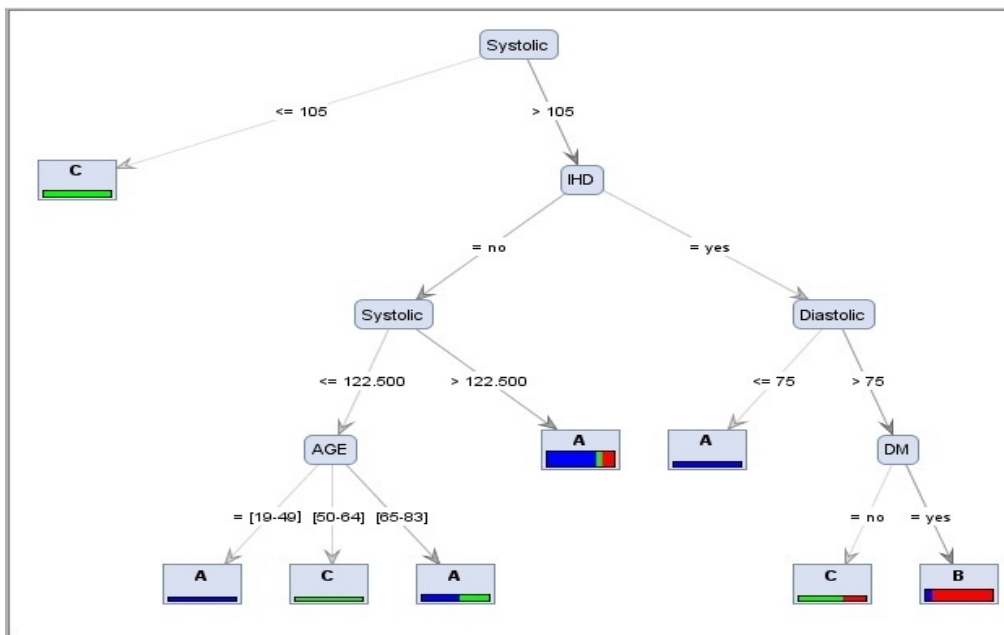 Systolic
<= 105
> 105
C
IHD
= no
= yes
Systolic
Diastolic
<= 122.500
> 122.500
<= 75
> 75
AGE
A
A
DM
= [19-49]
[50-64]
[65-83]
= no
= yes
A
C
A
C
B